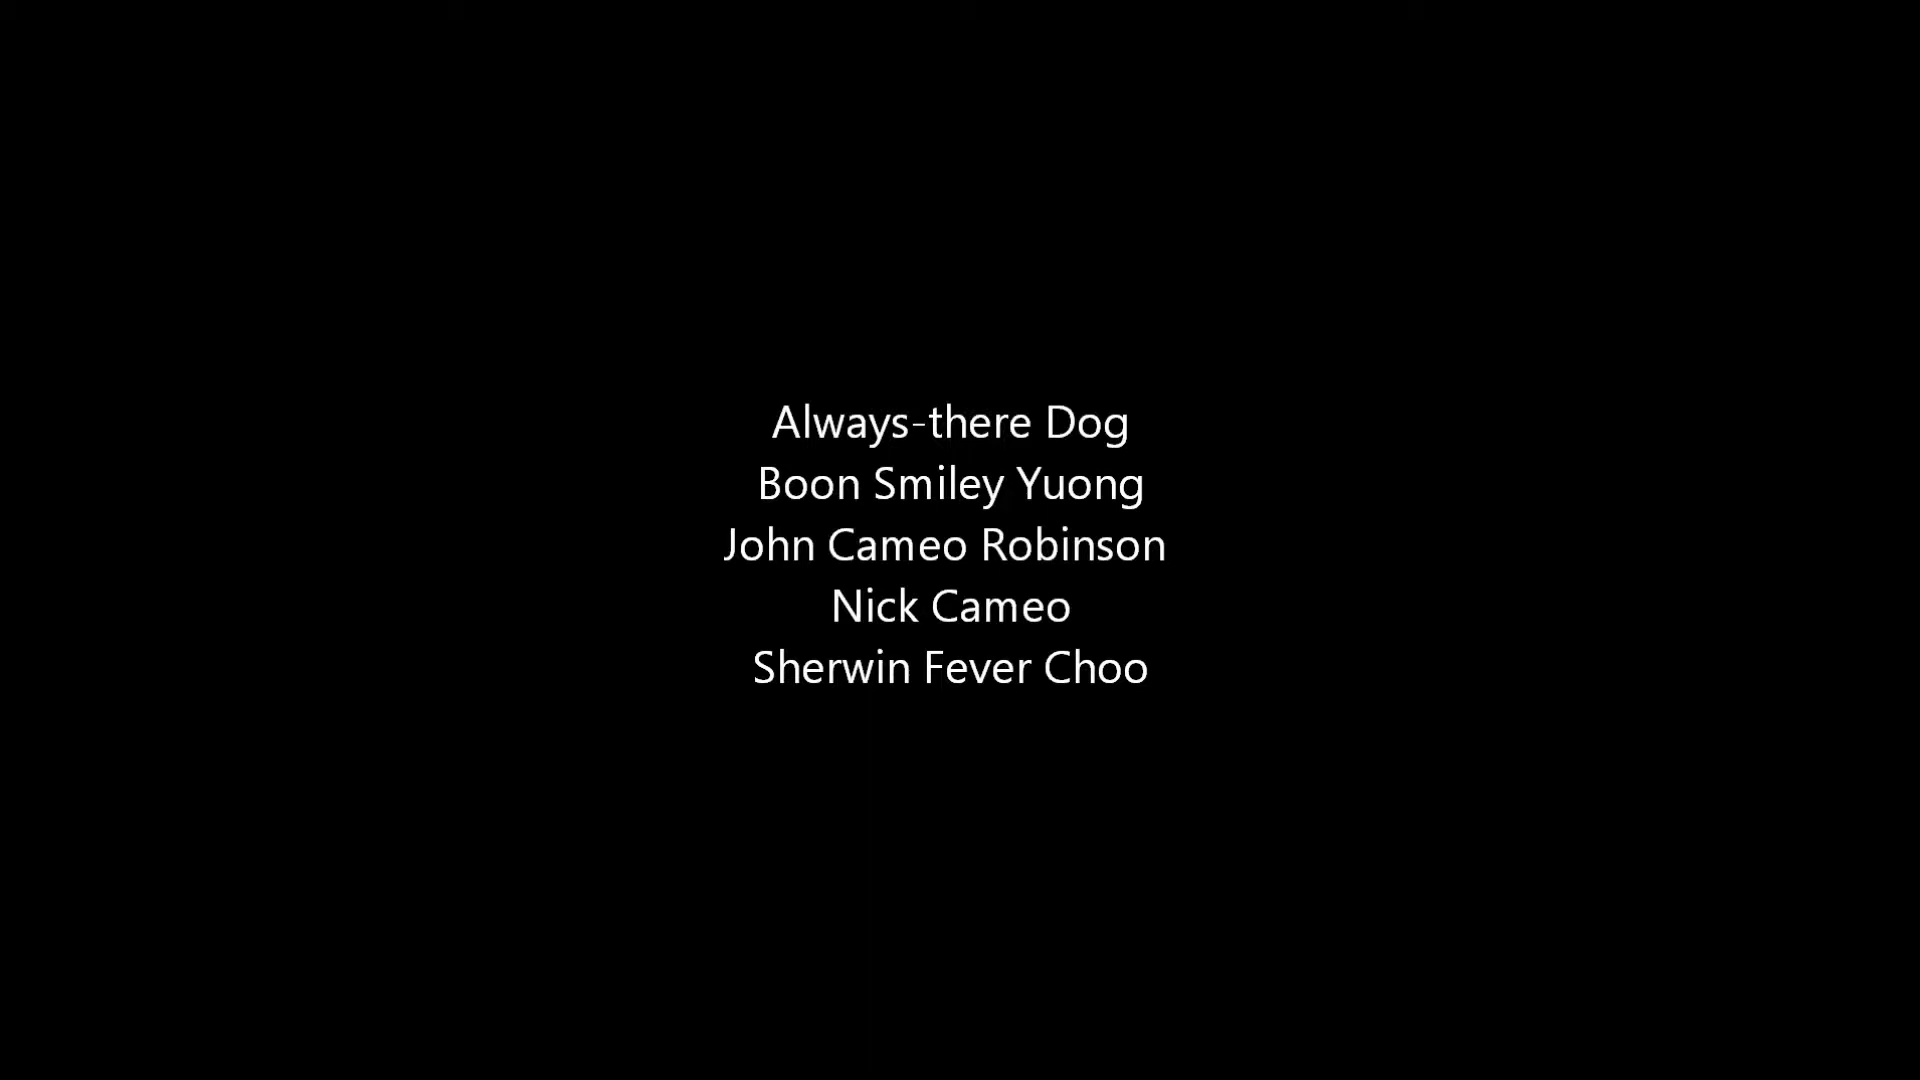 Always-there Dog
Boon Smiley Yuong
John Cameo Robinson
Nick Cameo
Sherwin Fever Choo